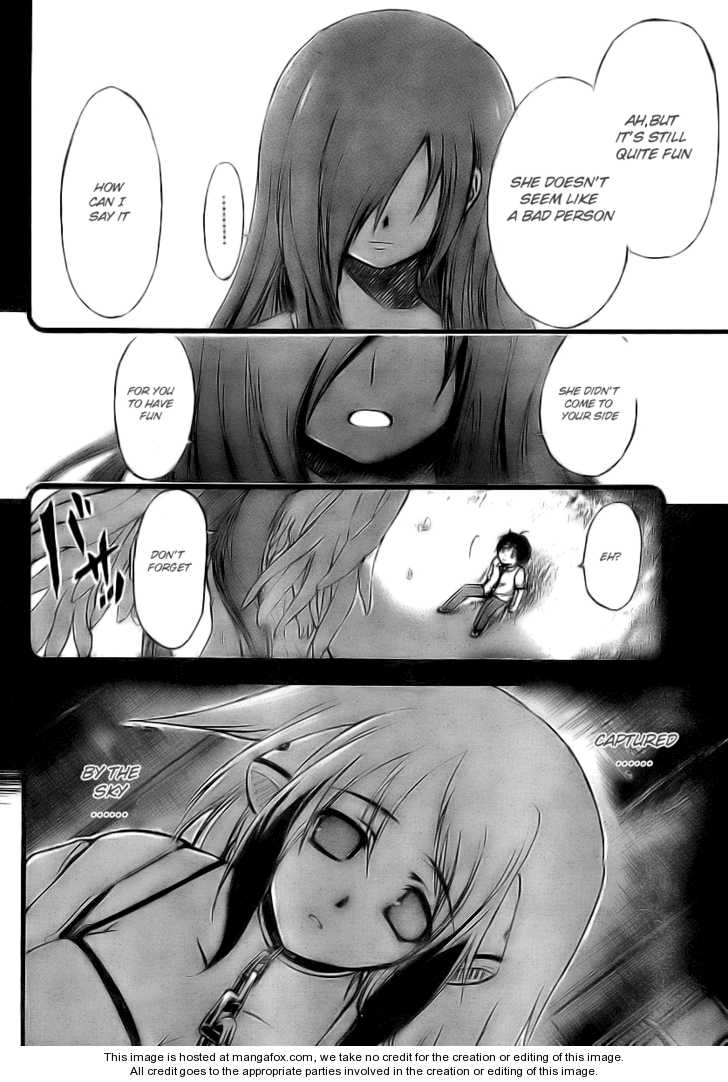 AH, BUT
IT'S STILL
QUITE FUN
SHE DOESN'T
SEEM LIKE
A BAD PERSON
..........
HOW
CAN I
SAY IT
SHE DIDN'T
COME TO
YOUR SIDE
FOR YOU
TO HAVE
FUN
EH?
DON'T
FORGET
バサ
CAPTURED
......
BY THE
SKY
......
This image is hosted at mangafox.com, we take no credit for the creation or editing of this image.
All credit goes to the appropriate parties involved in the creation or editing of this image.